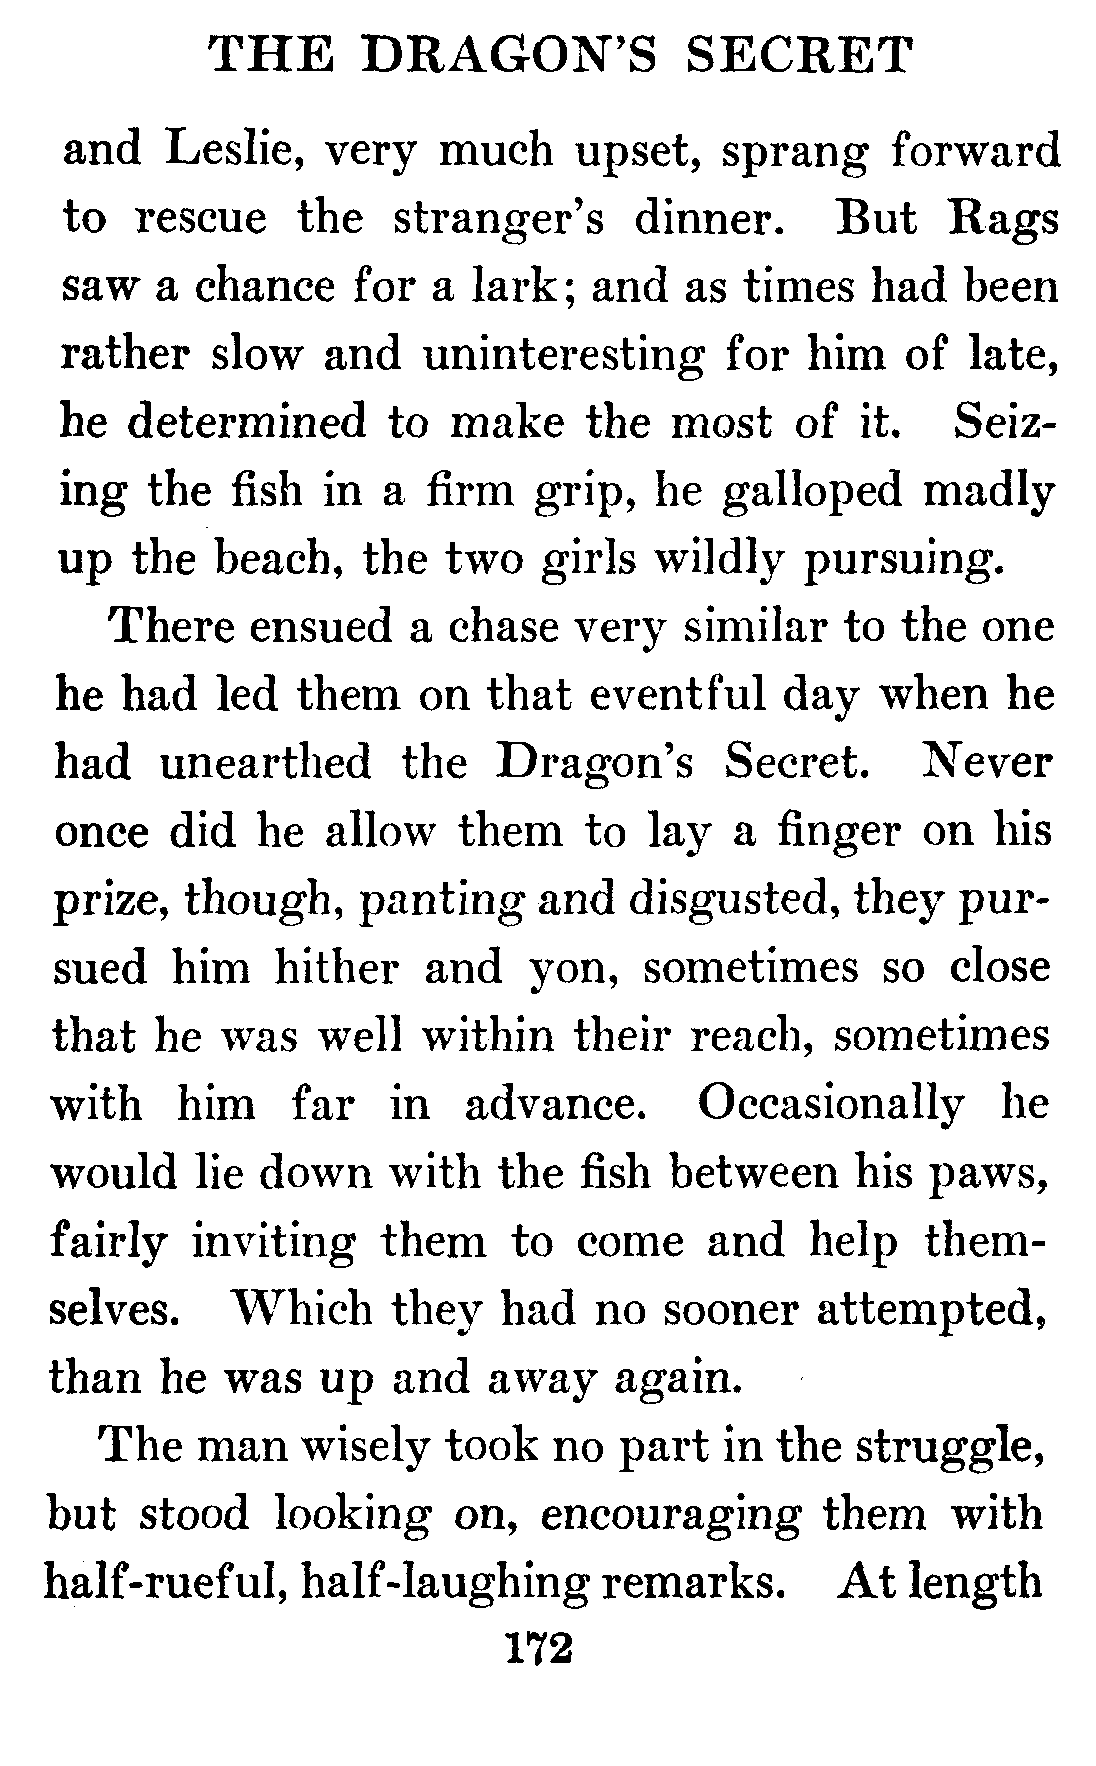 THE DRAGON'S SECRET
and Leslie, very much upset, sprang forward
to rescue the stranger's dinner. But Rags
saw a chance for a lark; and as times had been
rather slow and uninteresting for him of late,
he determined to make the most of it. Seiz-
ing the fish in a firm grip, he galloped madly
up the beach, the two girls wildly pursuing.
There ensued a chase very similar to the one
he had led them on that eventful day when he
had unearthed the Dragon's Secret. Never
once did he allow them to lay a finger on his
prize, though, panting and disgusted, they pur-
sued him hither and yon, sometimes so close
that he was well within their reach, sometimes
with him far in advance. Occasionally he
would lie down with the fish between his paws,
fairly inviting them to come and help them-
selves. Which they had no sooner attempted,
than he was up and away again.
The man wisely took no part in the struggle,
but stood looking on, encouraging them with
half-rueful, half-laughing remarks. At length
172